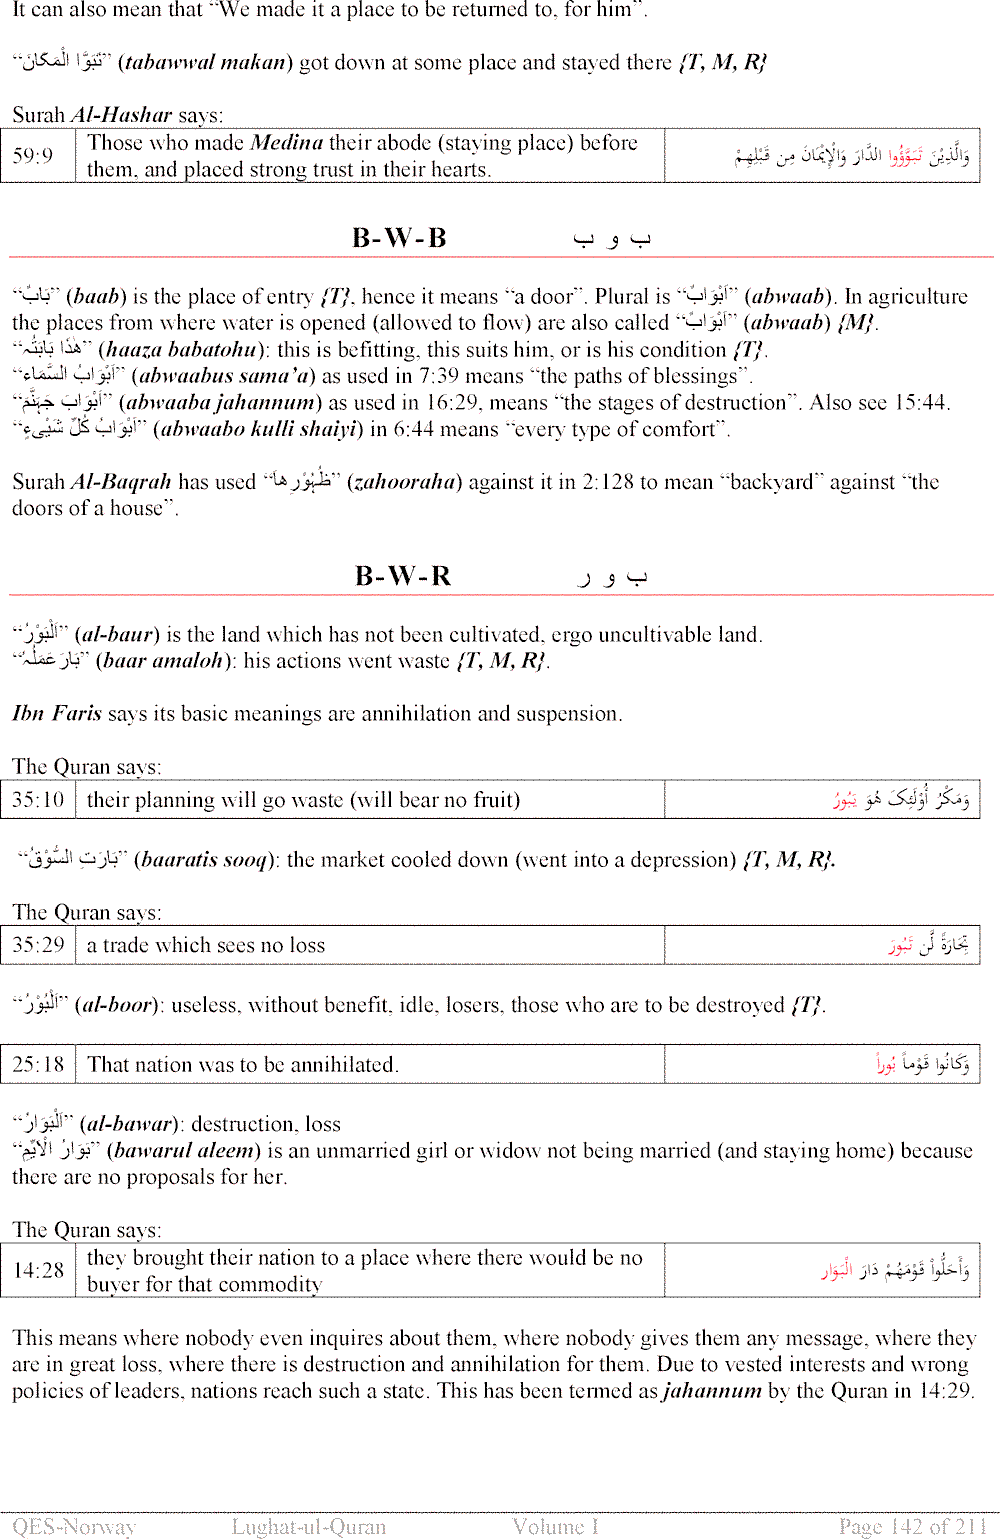 It can also mean that “We made it a place to be returned to, for him”.
“تَبَوَّا الْمَكَانَ” (tabawwal makan) got down at some place and stayed there {T, M, R}
Surah Al-Hashar says:
59:9 Those who made Medina their abode (staying place) before them, and placed strong trust in their hearts. وَالَّذِيْنَ تَبَوَّؤُوا الدَّارَ وَالْإِيْمَانَ مِن قَبْلِهِمْ
B-W-B ب و ب
“بَابٌ” (baab) is the place of entry {T}, hence it means “a door”. Plural is “اَبْوَابٌ” (abwaab). In agriculture
the places from where water is opened (allowed to flow) are also called “اَبْوَابٌ” (abwaab) {M}.
“ھٰذَا بَابَتُہٗ” (haaza babatohu): this is befitting, this suits him, or is his condition {T}.
“اَبْوَابُ السَّمَاءِ” (abwaabus sama’a) as used in 7:39 means “the paths of blessings”.
“اَبْوَابَ جَہَنَّمَ” (abwaaba jahannum) as used in 16:29, means “the stages of destruction”. Also see 15:44.
“اَبْوَابُ كُلِّ شَیْیءٍ” (abwaabo kulli shaiyi) in 6:44 means “every type of comfort”.
Surah Al-Baqrah has used “ظُہُوْرِھاَ” (zahooraha) against it in 2:128 to mean “backyard” against “the
doors of a house”.
B-W-R ب و ر
“اَلْبَوْرُ” (al-baur) is the land which has not been cultivated, ergo uncultivable land.
“بَارَ عَمَلُہٗ” (baar amaloh): his actions went waste {T, M, R}.
Ibn Faris says its basic meanings are annihilation and suspension.
The Quran says:
35:10 their planning will go waste (will bear no fruit) وَمَكْرُ أُوْلَئِکَ هُوَ يَبُورُ
“بَارَتِ السُّوْقُ” (baaratis sooq): the market cooled down (went into a depression) {T, M, R}.
The Quran says:
35:29 a trade which sees no loss تِجَارَةً لَّن تَبُورَ
“اَلْبُوْرُ” (al-boor): useless, without benefit, idle, losers, those who are to be destroyed {T}.
25:18 That nation was to be annihilated. وَكَانُوا قَوْماً بُوراً
“اَلْبَوَارُ” (al-bawar): destruction, loss
“بَوَارُ الْاَیِّمِ” (bawarul aleem) is an unmarried girl or widow not being married (and staying home) because
there are no proposals for her.
The Quran says:
14:28 they brought their nation to a place where there would be no buyer for that commodity وَأَحَلُّواْ قَوْمَهُمْ دَارَ الْبَوَارِ
This means where nobody even inquires about them, where nobody gives them any message, where they
are in great loss, where there is destruction and annihilation for them. Due to vested interests and wrong
policies of leaders, nations reach such a state. This has been termed as jahannum by the Quran in 14:29.
QES-Norway Lughat-ul-Quran Volume I Page 142 of 211